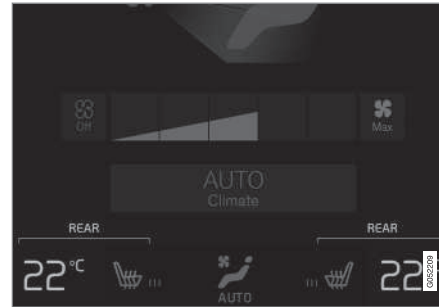 Off
Max
AUTO
Climate
REAR REAR
22°C 22
AUTO
G052209